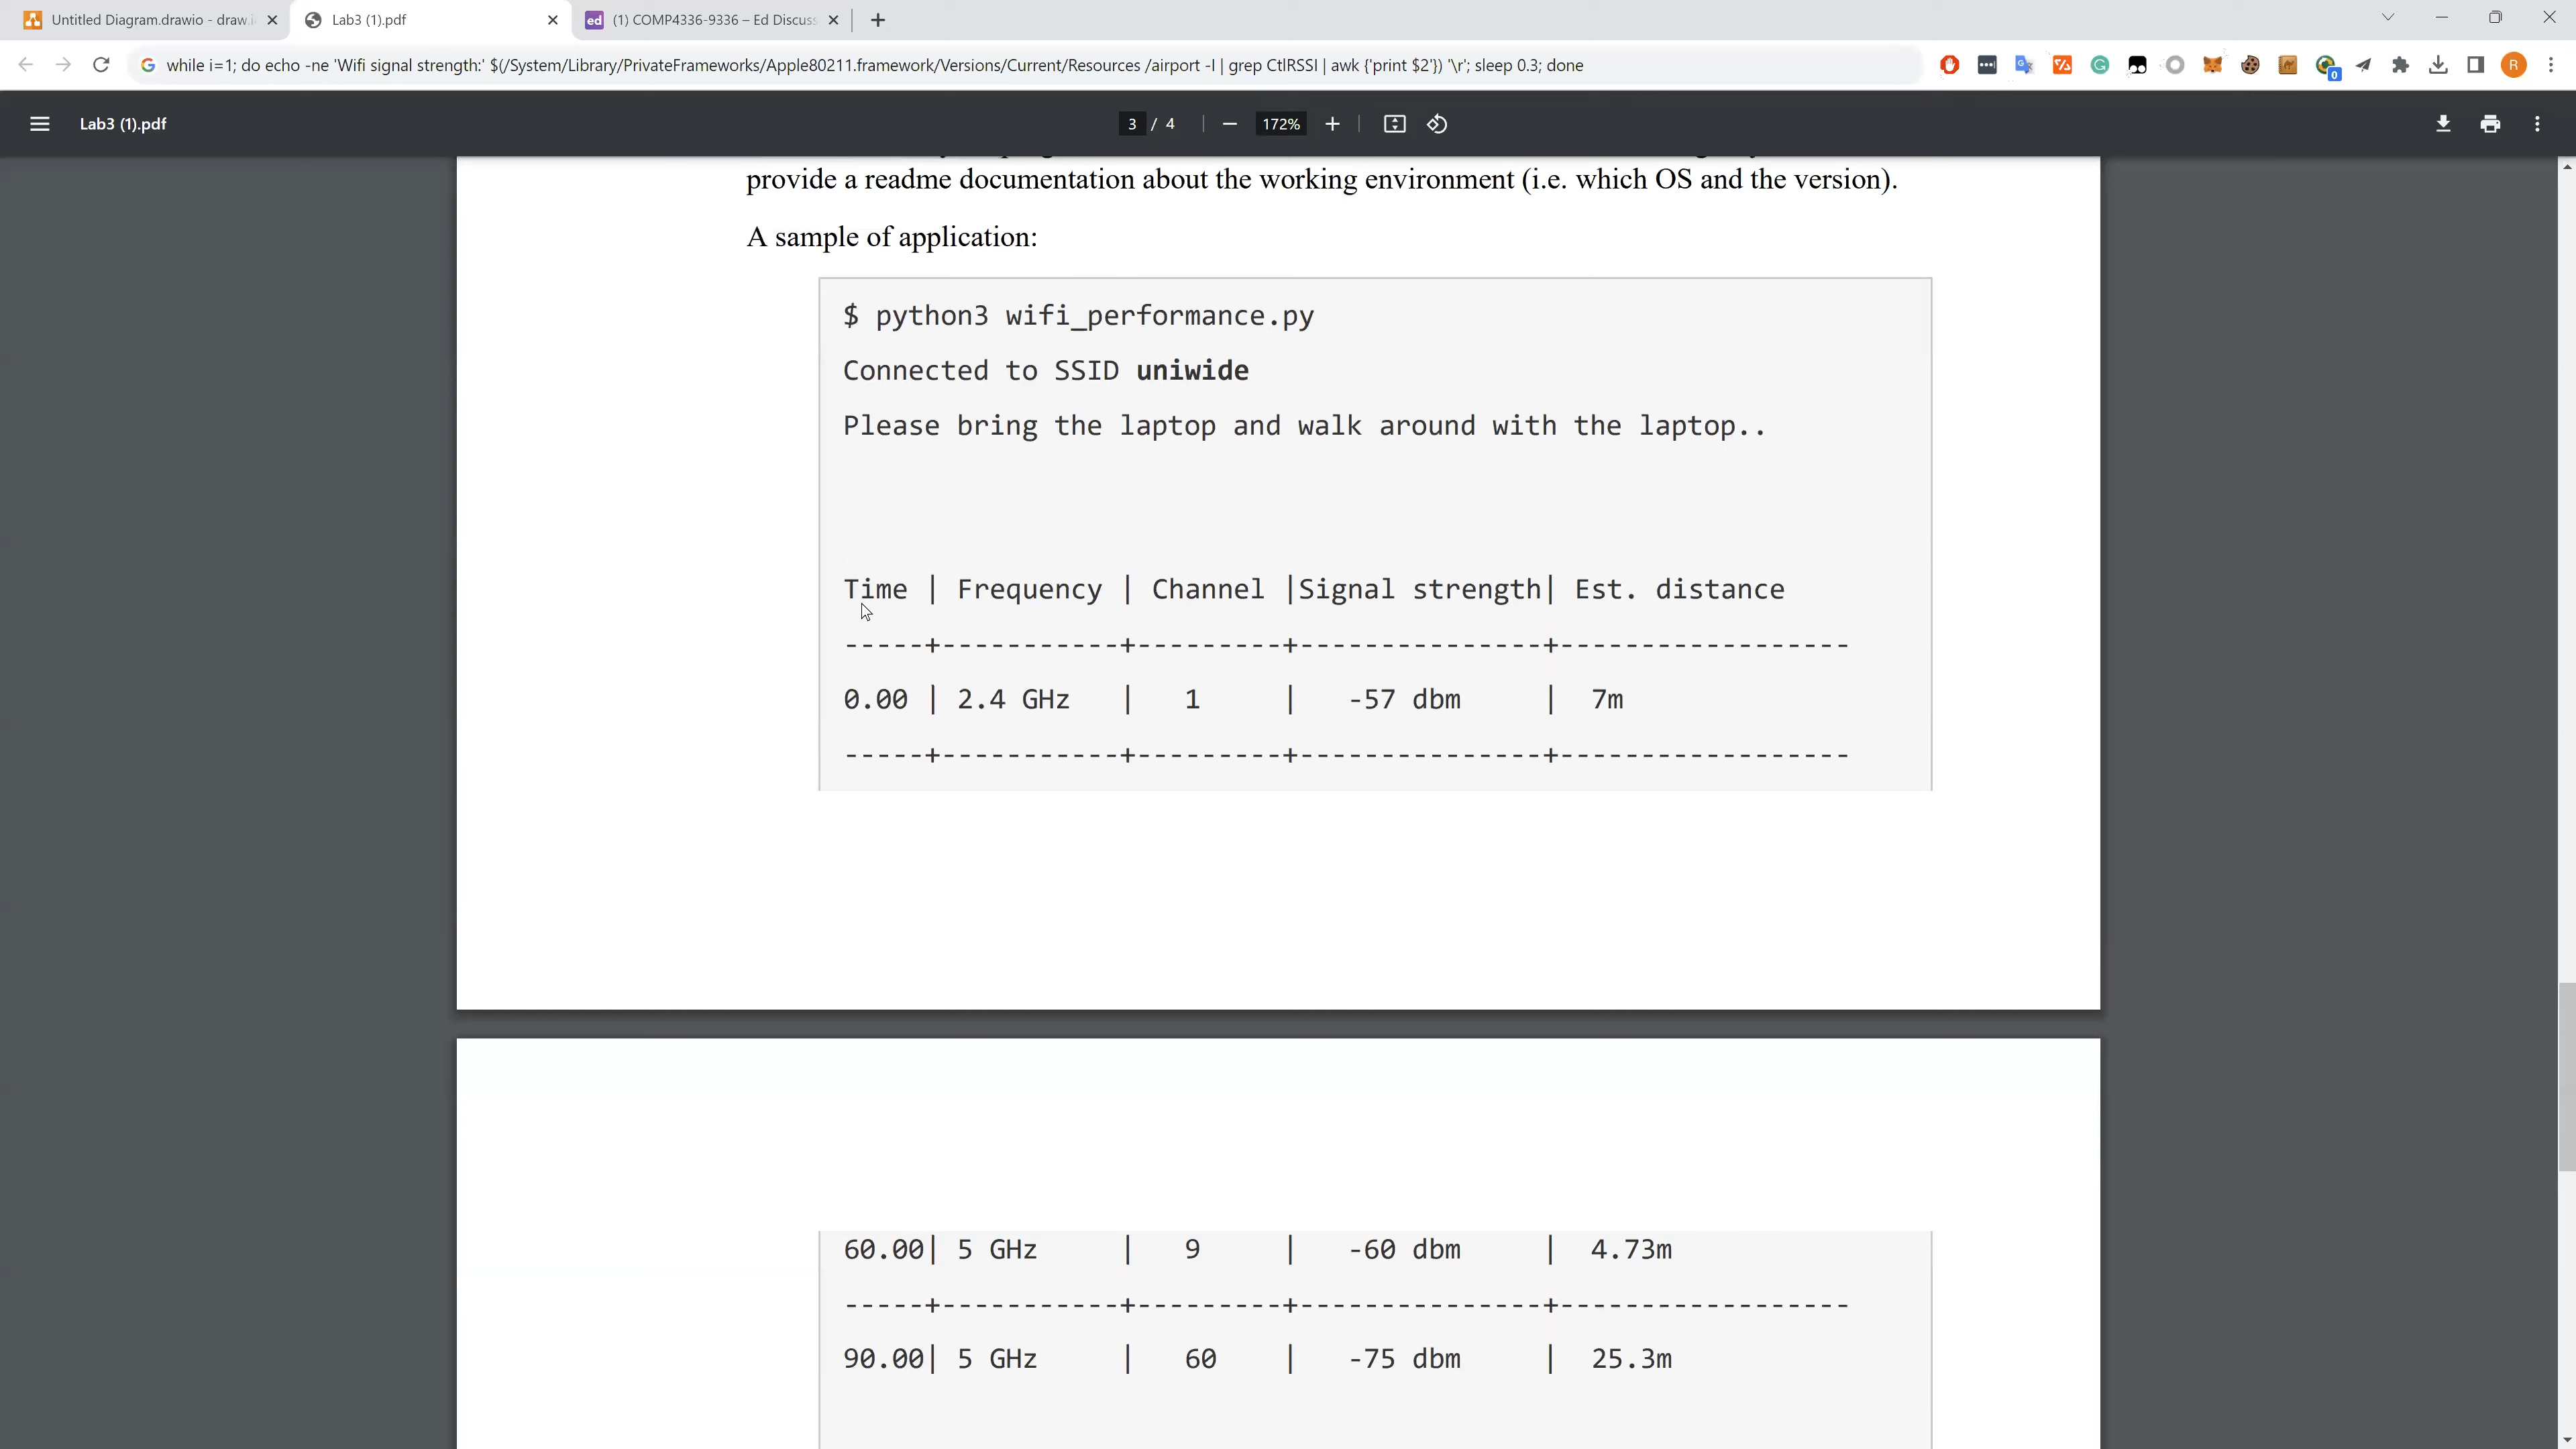 Untitled Diagram.drawio - draw.i
Lab3 (1).pdf
ed
(1) COMP4336-9336 – Ed Discuss
while i=1; do echo -ne 'Wifi signal strength:' $(/System/Library/PrivateFrameworks/Apple80211.framework/Versions/Current/Resources /airport -I | grep CtlRSSI | awk {'print $2'}) '\r'; sleep 0.3; done
0
R
Lab3 (1).pdf
3 / 4
172%
provide a readme documentation about the working environment (i.e. which OS and the version).
A sample of application:
$ python3 wifi_performance.py
Connected to SSID uniwide
Please bring the laptop and walk around with the laptop..
Time | Frequency | Channel |Signal strength| Est. distance
-----+-----------+---------+---------------+------------------
0.00 | 2.4 GHz | 1 | -57 dbm | 7m
-----+-----------+---------+---------------+------------------
60.00| 5 GHz | 9 | -60 dbm | 4.73m
-----+-----------+---------+---------------+------------------
90.00| 5 GHz | 60 | -75 dbm | 25.3m